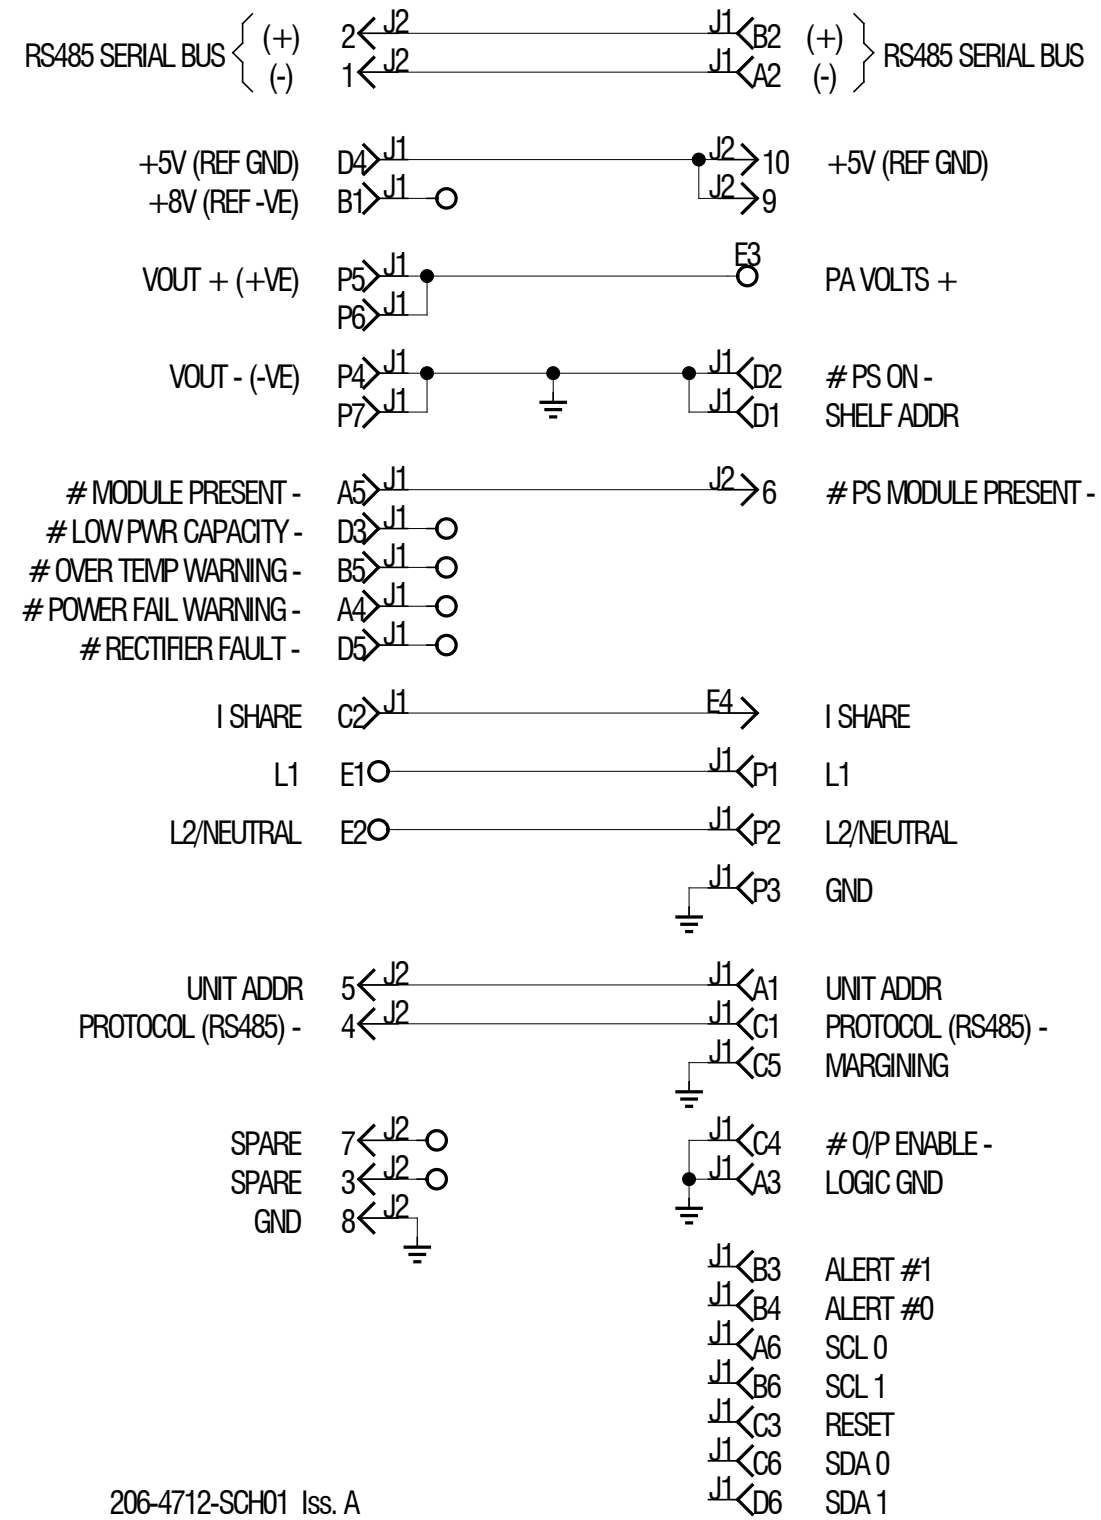 J2 J1
RS485 SERIAL BUS (+) 2 B2 (+) RS485 SERIAL BUS
J2 J1
(-) 1 A2 (-)
J1 J2
+5V (REF GND) D4 10 +5V (REF GND)
J1 J2
+8V (REF -VE) B1 9
J1 E3
VOUT + (+VE) P5 PA VOLTS +
J1
P6
J1 J1
VOUT - (-VE) P4 D2 # PS ON -
J1 J1
P7 D1 SHELF ADDR
J1 J2
# MODULE PRESENT - A5 6 # PS MODULE PRESENT -
J1
# LOW PWR CAPACITY - D3
J1
# OVER TEMP WARNING - B5
J1
# POWER FAIL WARNING - A4
J1
# RECTIFIER FAULT - D5
J1 E4
I SHARE C2 I SHARE
J1
L1 E1 P1 L1
J1
L2/NEUTRAL E2 P2 L2/NEUTRAL
J1
P3 GND
J2 J1
UNIT ADDR 5 A1 UNIT ADDR
J2 J1
PROTOCOL (RS485) - 4 C1 PROTOCOL (RS485) -
J1
C5 MARGINING
J2 J1
SPARE 7 C4 # O/P ENABLE -
J2 J1
SPARE 3 A3 LOGIC GND
J2
GND 8
J1
B3 ALERT #1
J1
B4 ALERT #0
J1
A6 SCL 0
J1
B6 SCL 1
J1
C3 RESET
J1
C6 SDA 0
J1
206-4712-SCH01 Iss. A D6 SDA 1